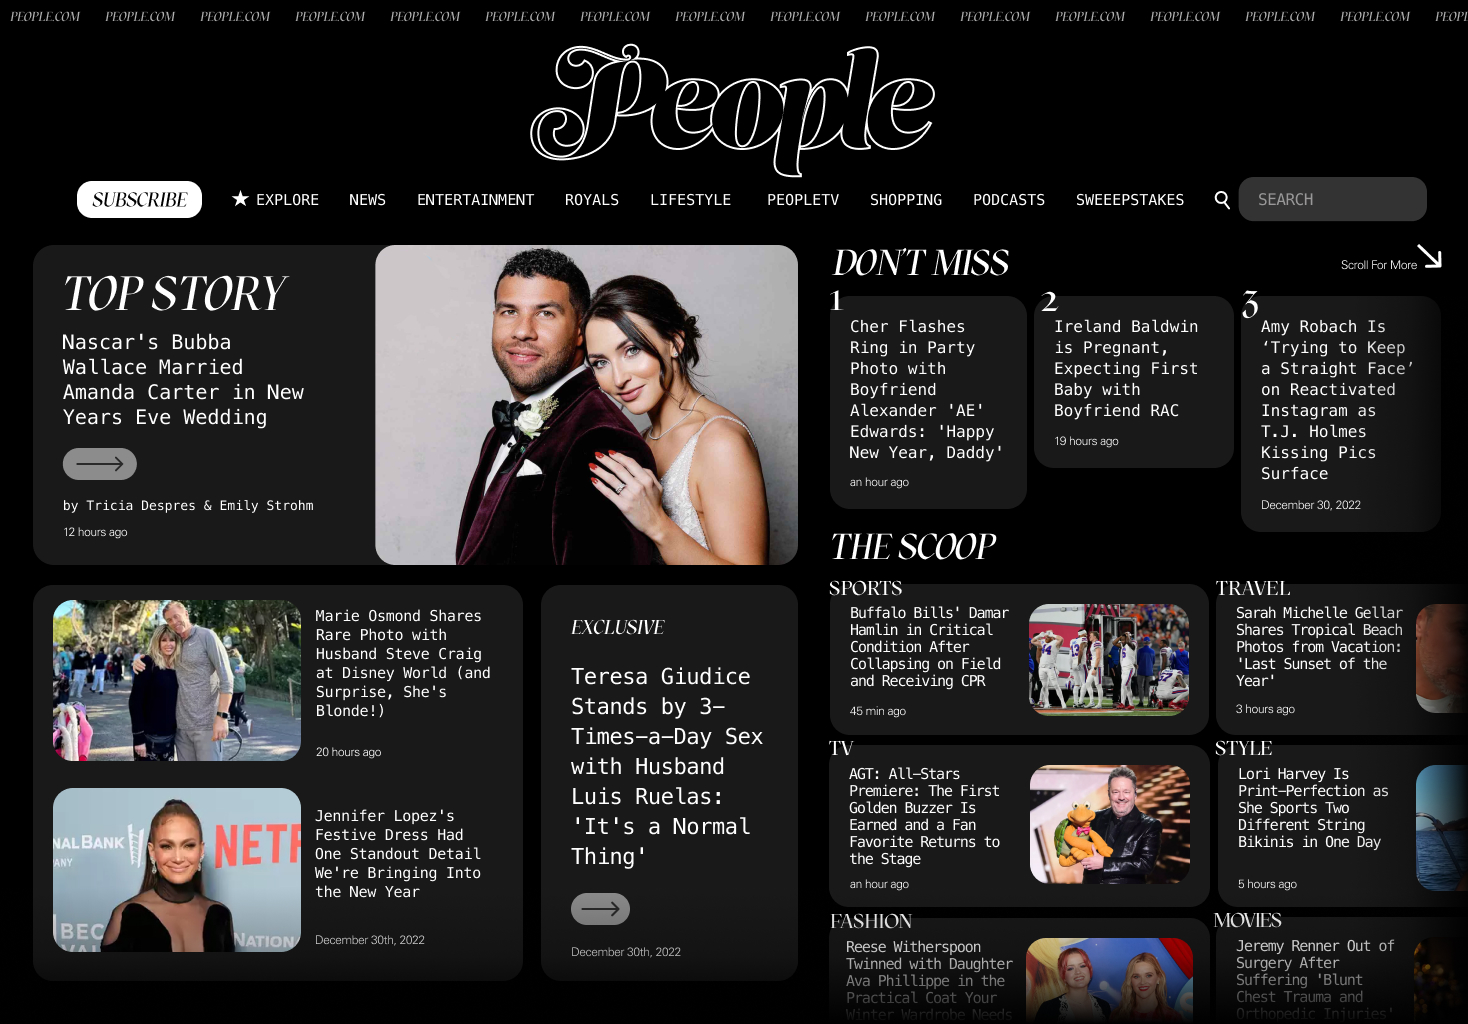 PEOPLE.COM PEOPLE.COM PEOPLE.COM PEOPLE.COM PEOPLE.COM PEOPLE.COM PEOPLE.COM PEOPLE.COM PEOPLE.COM PEOPLE.COM PEOPLE.COM PEOPLE.COM PEOPLE.COM PEOPLE.COM PEOPLE.COM PEOPL
People
SUBSCRIBE ★ EXPLORE NEWS ENTERTAINMENT ROYALS LIFESTYLE PEOPLETV SHOPPING PODCASTS SWEEEPSTAKES SEARCH
TOP STORY
Nascar's Bubba
Wallace Married
Amanda Carter in New
Years Eve Wedding
by Tricia Despres & Emily Strohm
12 hours ago
Marie Osmond Shares
Rare Photo with
Husband Steve Craig
at Disney World (and
Surprise, She's
Blonde!)
20 hours ago
NAL BANK
PANY
NETF
BEC
VAL
NATION
Jennifer Lopez's
Festive Dress Had
One Standout Detail
We're Bringing Into
the New Year
December 30th, 2022
EXCLUSIVE
Teresa Giudice
Stands by 3-
Times-a-Day Sex
with Husband
Luis Ruelas:
'It's a Normal
Thing'
December 30th, 2022
DON'T MISS
Scroll For More
1
Cher Flashes
Ring in Party
Photo with
Boyfriend
Alexander 'AE'
Edwards: 'Happy
New Year, Daddy'
an hour ago
2
Ireland Baldwin
is Pregnant,
Expecting First
Baby with
Boyfriend RAC
19 hours ago
3
Amy Robach Is
‘Trying to Keep
a Straight Face’
on Reactivated
Instagram as
T.J. Holmes
Kissing Pics
Surface
December 30, 2022
THE SCOOP
SPORTS
Buffalo Bills' Damar
Hamlin in Critical
Condition After
Collapsing on Field
and Receiving CPR
45 min ago
TRAVEL
Sarah Michelle Gellar
Shares Tropical Beach
Photos from Vacation:
'Last Sunset of the
Year'
3 hours ago
TV
AGT: All-Stars
Premiere: The First
Golden Buzzer Is
Earned and a Fan
Favorite Returns to
the Stage
an hour ago
STYLE
Lori Harvey Is
Print-Perfection as
She Sports Two
Different String
Bikinis in One Day
5 hours ago
FASHION
Reese Witherspoon
Twinned with Daughter
Ava Phillippe in the
Practical Coat Your
Winter Wardrobe Needs
MOVIES
Jeremy Renner Out of
Surgery After
Suffering 'Blunt
Chest Trauma and
Orthopedic Injuries'